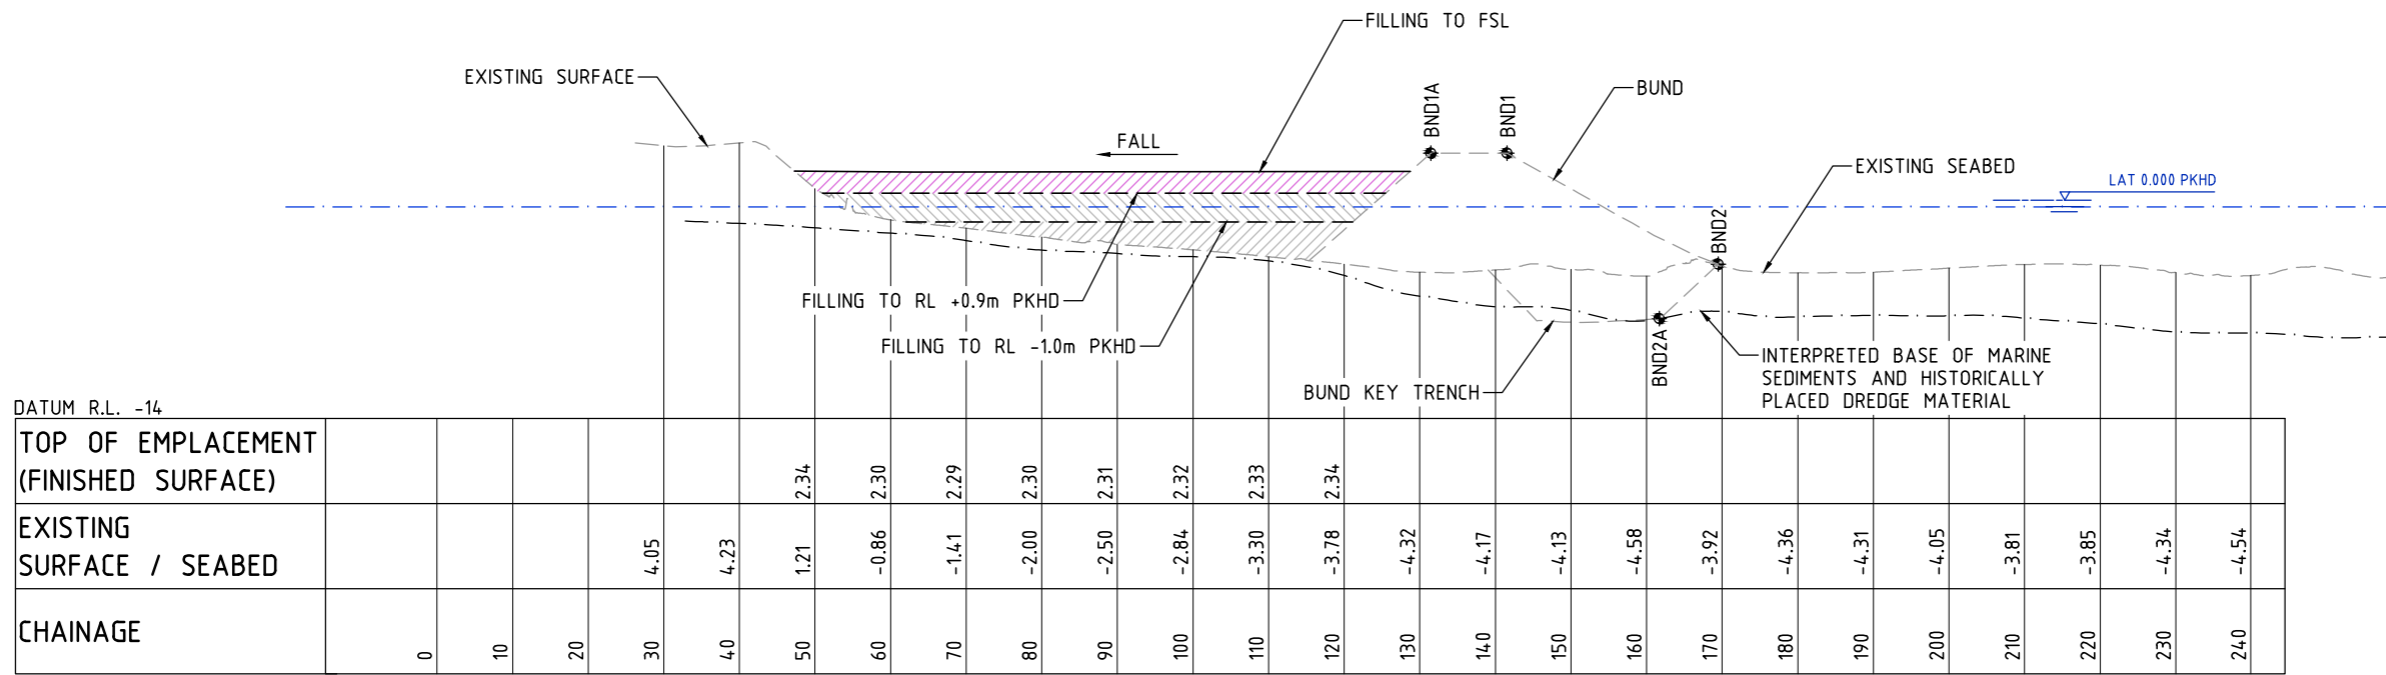 FILLING TO FSL
EXISTING SURFACE
BND1A
BND1
BUND
FALL
EXISTING SEABED
LAT 0.000 PKHD
BND2
FILLING TO RL +0.9m PKHD
FILLING TO RL -1.0m PKHD
BND2A
INTERPRETED BASE OF MARINE
SEDIMENTS AND HISTORICALLY
PLACED DREDGE MATERIAL
BUND KEY TRENCH
DATUM R.L. -14
TOP OF EMPLACEMENT
(FINISHED SURFACE)
2.34 2.30 2.29 2.30 2.31 2.32 2.33 2.34
EXISTING
SURFACE / SEABED
4.05 4.23 1.21 -0.86 -1.41 -2.00 -2.50 -2.84 -3.30 -3.78 -4.32 -4.17 -4.13 -4.58 -3.92 -4.36 -4.31 -4.05 -3.81 -3.85 -4.34 -4.54
CHAINAGE
0 10 20 30 40 50 60 70 80 90 100 110 120 130 140 150 160 170 180 190 200 210 220 230 240